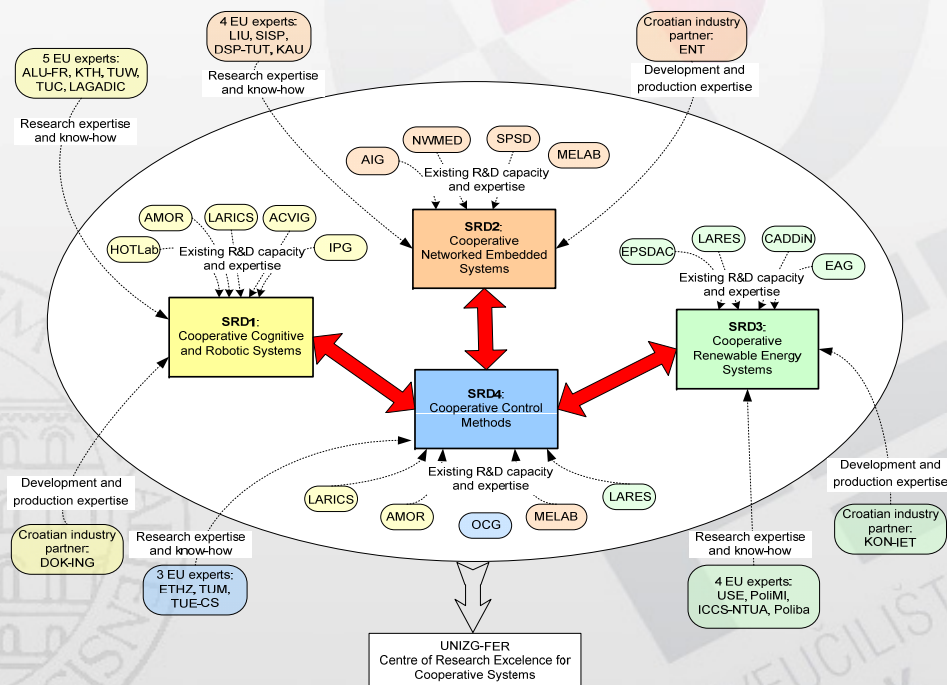 4 EU experts:
LIU, SISP,
DSP-TUT, KAU
Croatian industry
partner:
ENT
5 EU experts:
ALU-FR, KTH, TUW,
TUC, LAGADIC
Research expertise
and know-how
Development and
production expertise
Research expertise
and know-how
NWMED
SPSD
AIG
MELAB
Existing R&D capacity
and expertise
AMOR
LARICS
ACVIG
HOTLab
IPG
Existing R&D capacity
and expertise
SRD2:
Cooperative
Networked Embedded
Systems
LARES
CADDiN
EPSDAC
EAG
Existing R&D capacity
and expertise
SRD1:
Cooperative Cognitive
and Robotic Systems
SRD3:
Cooperative
Renewable Energy
Systems
SRD4:
Cooperative Control
Methods
Existing R&D capacity
and expertise
LARICS
AMOR
OCG
MELAB
LARES
Development and
production expertise
Croatian industry
partner:
DOK-ING
Research expertise
and know-how
3 EU experts:
ETHZ, TUM,
TUE-CS
Development and
production expertise
Croatian industry
partner:
KON-IET
Research expertise
and know-how
4 EU experts:
USE, PoliMI,
ICCS-NTUA, Poliba
UNIZG-FER
Centre of Research Excelence for
Cooperative Systems